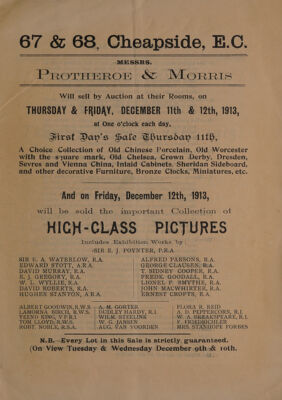 67 & 68, Cheapside, E.C.
MESSRS.
PROTHEROE & MORRIS
Will sell by Auction at their Rooms, on
THURSDAY & FRIDAY, DECEMBER 11th & 12th, 1913,
at One o'clock each day,
First Day's Sale Thursday 11th,
A Choice Collection of Old Chinese Porcelain, Old Worcester
with the square mark, Old Chelsea, Crown Derby, Dresden,
Sevres and Vienna China, Inlaid Cabinets, Sheridan Sideboard,
and other decorative Furniture, Bronze Clocks, Miniatures, etc.
And on Friday, December 12th, 1913,
will be sold the important Collection of
HIGH-CLASS PICTURES
Includes Exhibition Works by
SIR E. J. POYNTER, P.R.A.
SIR E. A. WATERLOW, R.A. ALFRED PARSONS, R.A.
EDWARD STOTT, A.R.A. GEORGE CLAUSEN, R.A.
DAVID MURRAY, R.A. T. SIDNEY COOPER, R.A.
E. J. GREGORY, R.A. FREDK. GOODALL, R.A.
W. L. WYLLIE, R.A. LIONEL P. SMYTHE, R.A.
DAVID ROBERTS, R.A. JOHN MACWHIRTER, R.A.
HUGHES STANTON, A.R.A. ERNEST CROFTS, R.A.
ALBERT GOODWIN, R.W.S. A. M. GORTER FLORA R. REID
LAMORNA BIRCH, R.W.S. DUDLEY HARDY, R.I. A. D. PEPPERCORN, R.I.
YEEND KING, V.P.R.I. WILM. STEELINK W. A. BREAKSPEARE, R.I.
TOM LLOYD, R.W.S. W. G. JANSEN F. FRIEDRICHLER
ROBT. NOBLE, R.S.A. AUG. VAN VOORDEN MRS. STANHOPE FORBES
N.B.—Every Lot in this Sale is strictly guaranteed.
(On View Tuesday & Wednesday December 9th & 10th.